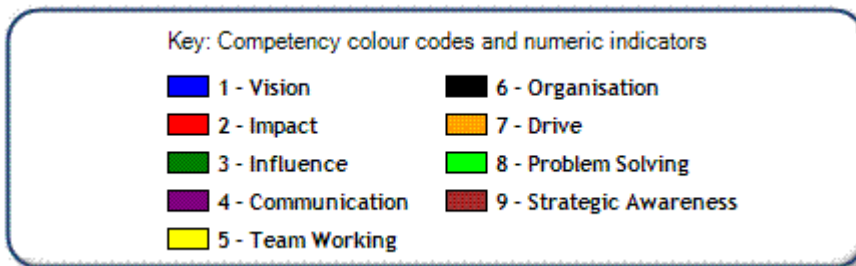 Key: Competency colour codes and numeric indicators
1 - Vision
2 - Impact
3 - Influence
4 - Communication
5 - Team Working
6 - Organisation
7 - Drive
8 - Problem Solving
9 - Strategic Awareness